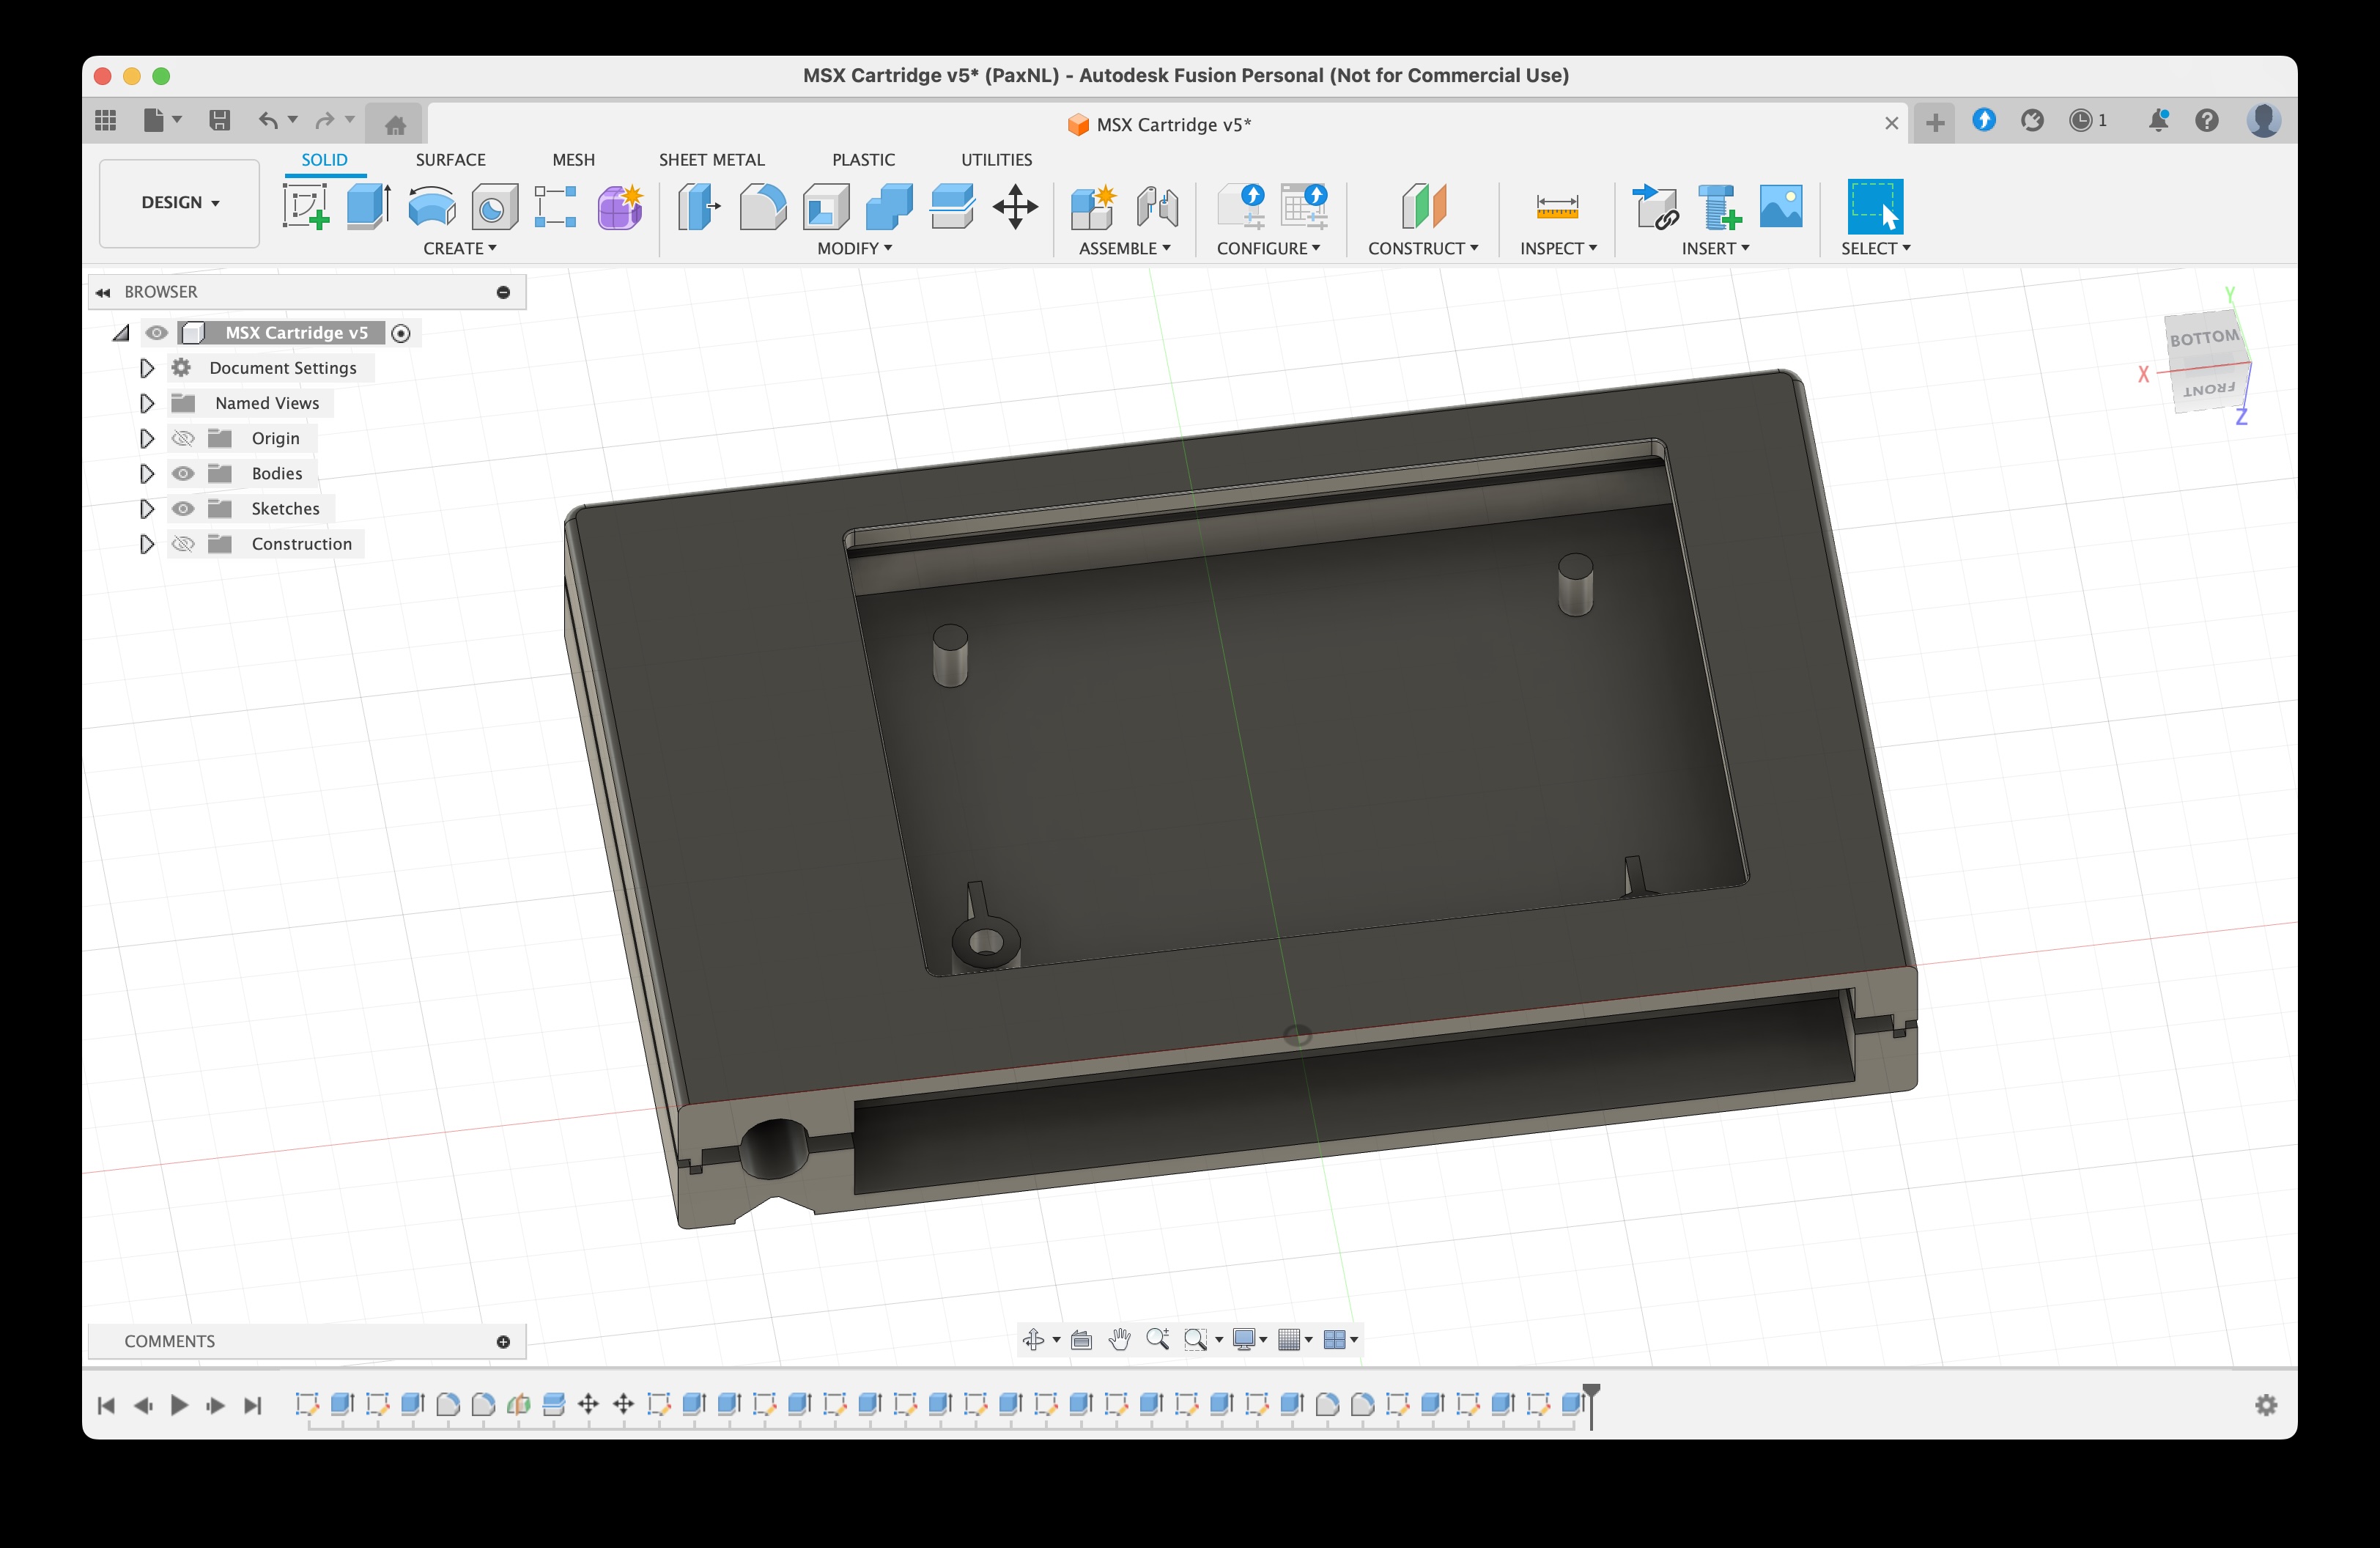 MSX Cartridge v5* (PaxNL) - Autodesk Fusion Personal (Not for Commercial Use)
MSX Cartridge v5*
1
DESIGN
SOLID SURFACE MESH SHEET METAL PLASTIC UTILITIES
CREATE MODIFY ASSEMBLE CONFIGURE CONSTRUCT INSPECT INSERT SELECT
BROWSER
MSX Cartridge v5
Document Settings
Named Views
Origin
Bodies
Sketches
Construction
Y
BOTTOM
X
FRONT
Z
COMMENTS